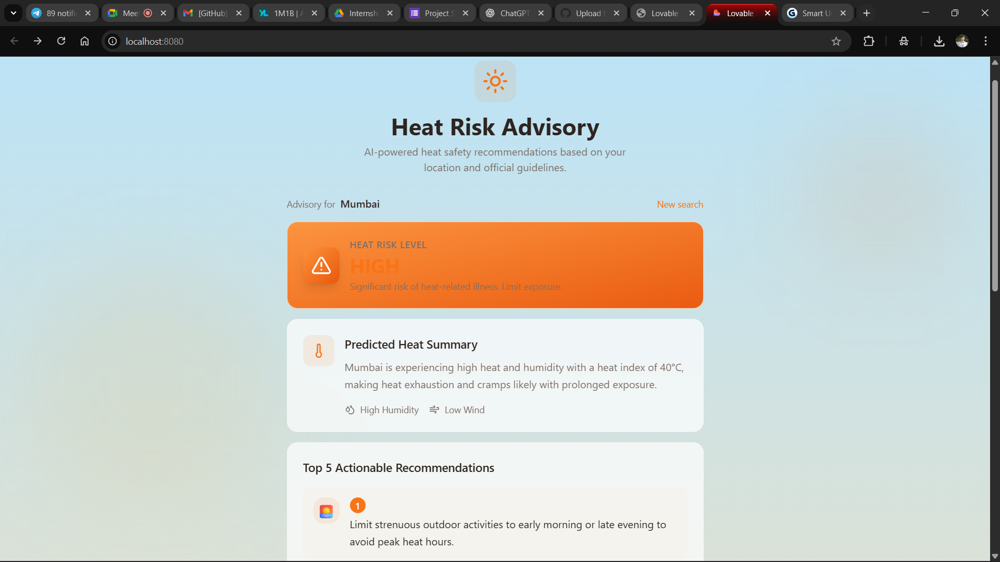 89 notifi
Mee
[GitHub]
1M1B | A
Internsh
Project S
ChatGPT
Upload f
Lovable
Lovable
Smart U
localhost:8080
Heat Risk Advisory
AI-powered heat safety recommendations based on your
location and official guidelines.
Advisory for Mumbai
New search
HEAT RISK LEVEL
HIGH
Significant risk of heat-related illness. Limit exposure.
Predicted Heat Summary
Mumbai is experiencing high heat and humidity with a heat index of 40°C,
making heat exhaustion and cramps likely with prolonged exposure.
High Humidity Low Wind
Top 5 Actionable Recommendations
1
Limit strenuous outdoor activities to early morning or late evening to
avoid peak heat hours.